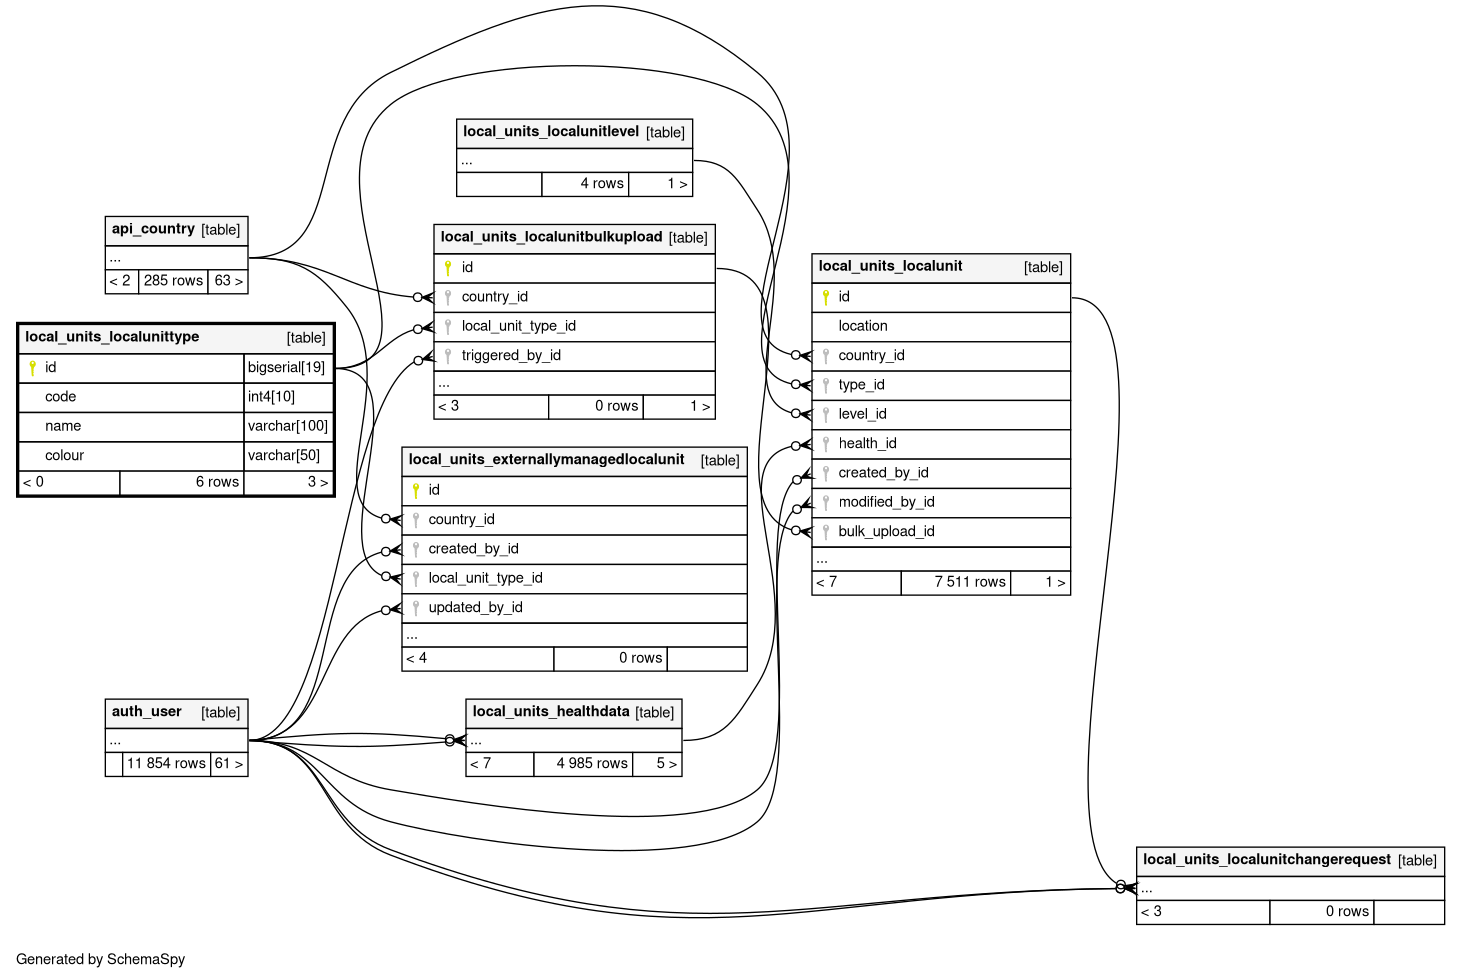 local_units_localunitlevel [table]
...
4 rows 1 >
api_country [table]
...
< 2 285 rows 63 >
local_units_localunitbulkupload [table]
id
country_id
local_unit_type_id
triggered_by_id
...
< 3 0 rows 1 >
local_units_localunit [table]
id
location
country_id
type_id
level_id
health_id
created_by_id
modified_by_id
bulk_upload_id
...
< 7 7 511 rows 1 >
local_units_localunittype [table]
id bigserial[19]
code int4[10]
name varchar[100]
colour varchar[50]
< 0 6 rows 3 >
local_units_externallymanagedlocalunit [table]
id
country_id
created_by_id
local_unit_type_id
updated_by_id
...
< 4 0 rows
auth_user [table]
...
11 854 rows 61 >
local_units_healthdata [table]
...
< 7 4 985 rows 5 >
local_units_localunitchangerequest [table]
...
< 3 0 rows
Generated by SchemaSpy